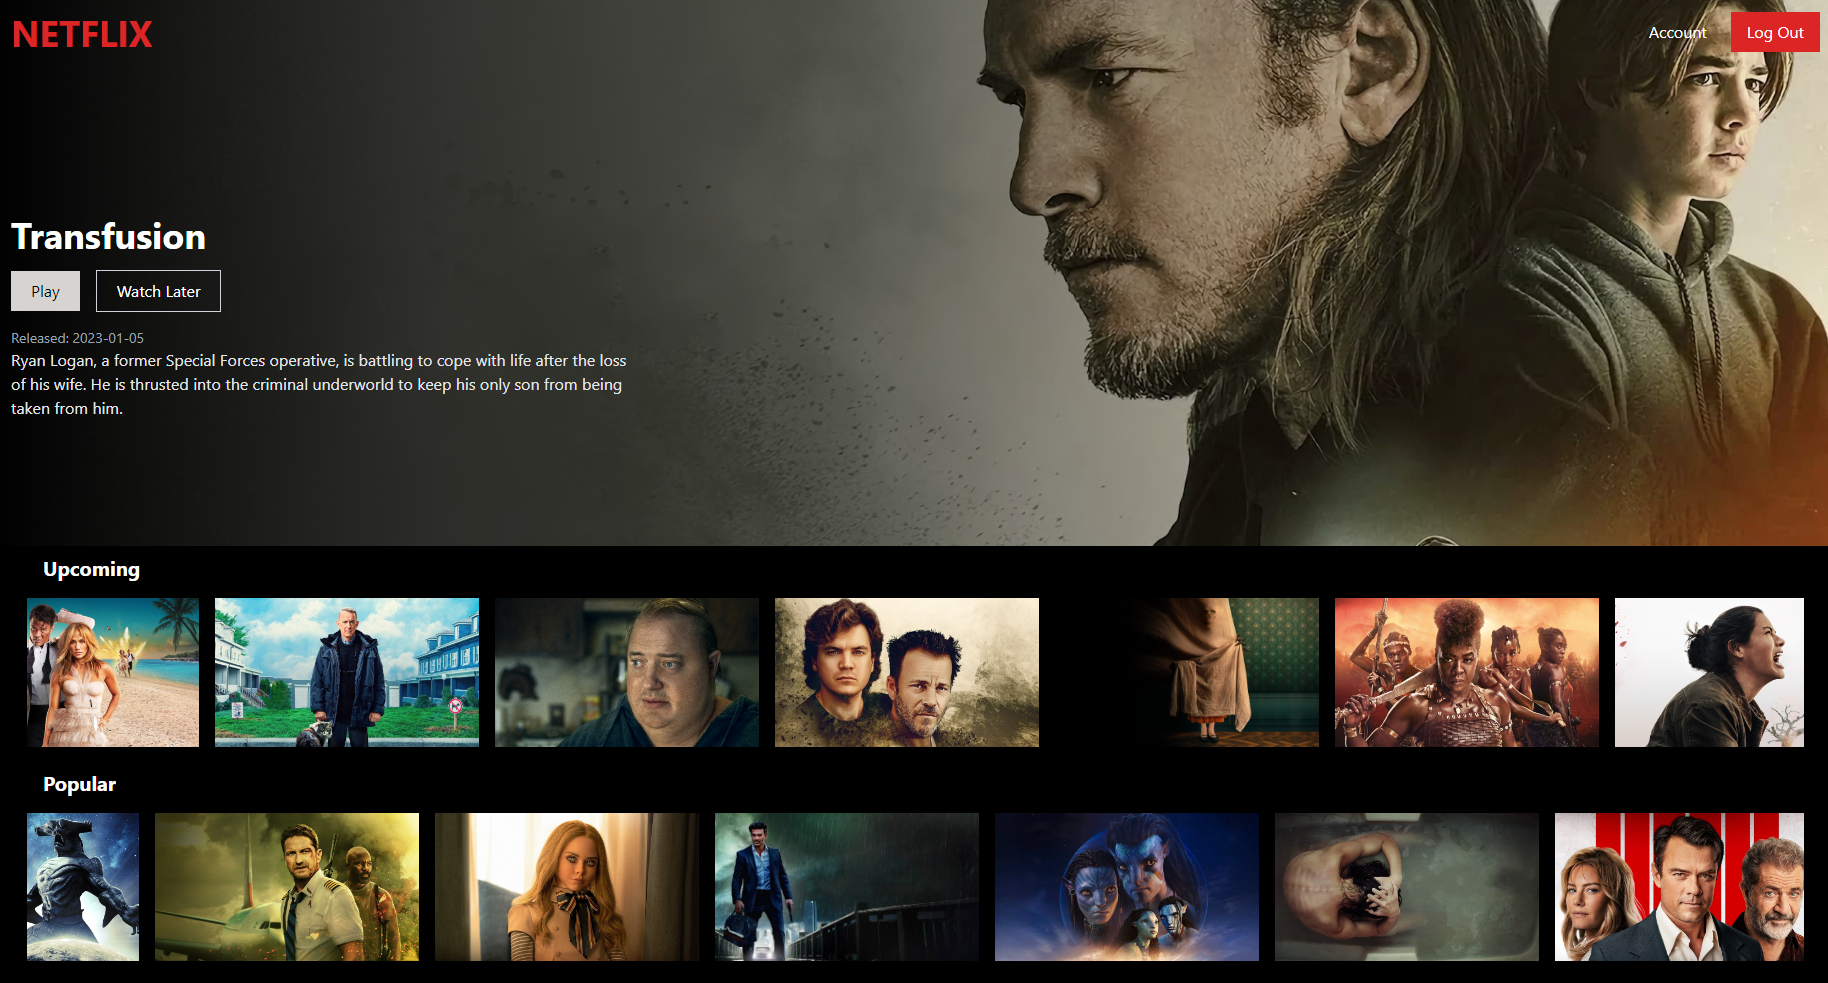 NETFLIX
Account
Log Out
Transfusion
Play
Watch Later
Released: 2023-01-05
Ryan Logan, a former Special Forces operative, is battling to cope with life after the loss
of his wife. He is thrusted into the criminal underworld to keep his only son from being
taken from him.
Upcoming
Popular